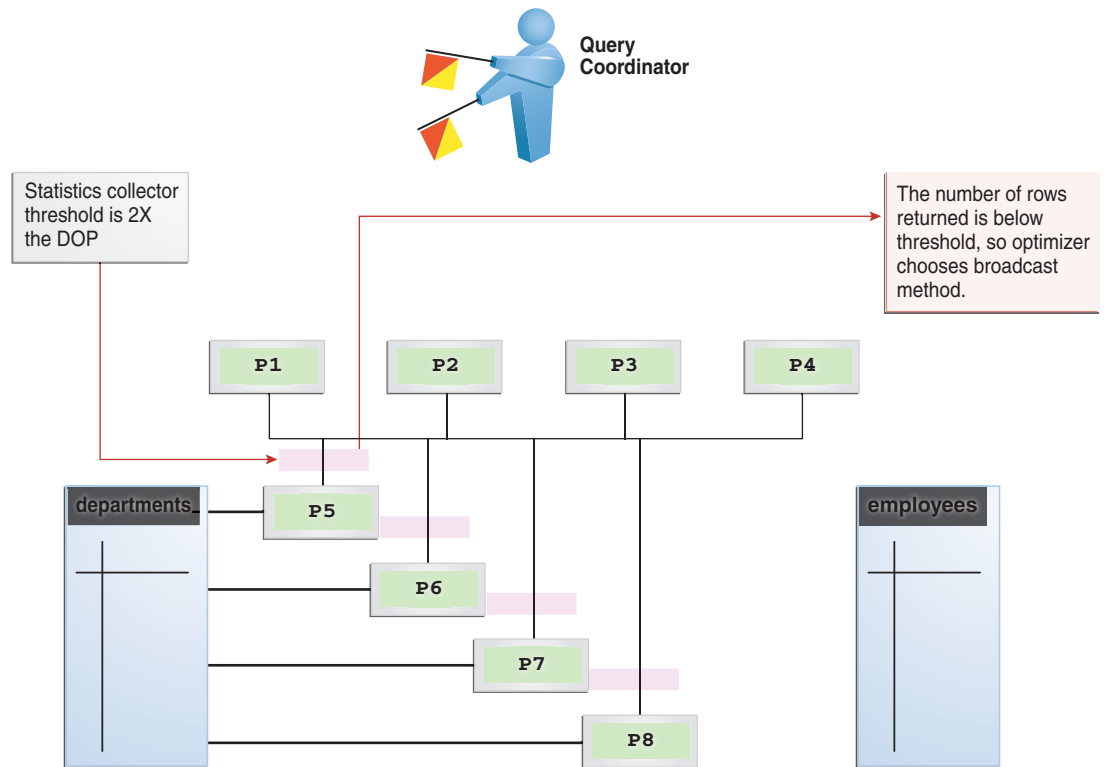 Query
Coordinator
Statistics collector
threshold is 2X
the DOP
The number of rows
returned is below
threshold, so optimizer
chooses broadcast
method.
P1
P2
P3
P4
departments
P5
employees
P6
P7
P8